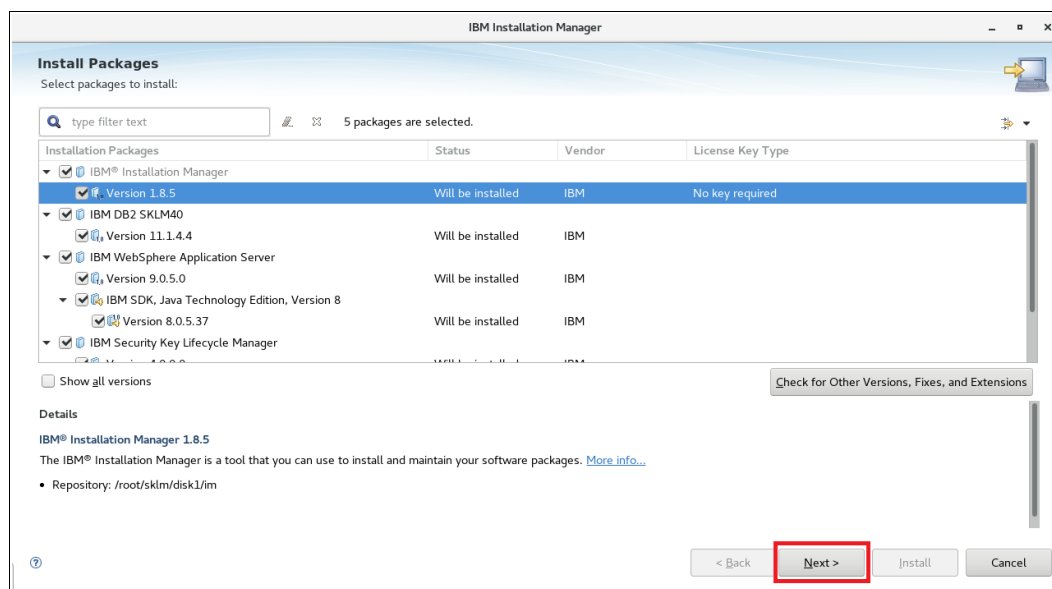 IBM Installation Manager
Install Packages
Select packages to install:
type filter text 5 packages are selected.
Installation Packages Status Vendor License Key Type
IBM® Installation Manager
Version 1.8.5 Will be installed IBM No key required
IBM DB2 SKLM40
Version 11.1.4.4 Will be installed IBM
IBM WebSphere Application Server
Version 9.0.5.0 Will be installed IBM
IBM SDK, Java Technology Edition, Version 8
Version 8.0.5.37 Will be installed IBM
IBM Security Key Lifecycle Manager
Show all versions Check for Other Versions, Fixes, and Extensions
Details
IBM® Installation Manager 1.8.5
The IBM® Installation Manager is a tool that you can use to install and maintain your software packages. More info...
• Repository: /root/sklm/disk1/im
< Back Next > Install Cancel